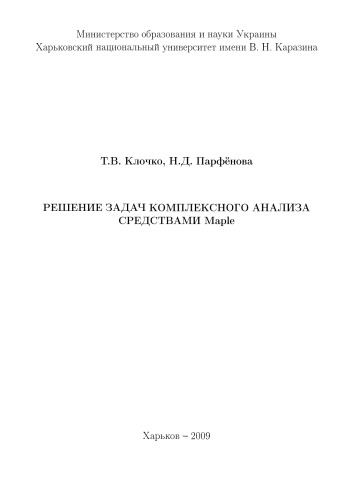 Министерство образования и науки Украины
Харьковский национальный университет имени В. Н. Каразина
Т.В. Клочко, Н.Д. Парфёнова
РЕШЕНИЕ ЗАДАЧ КОМПЛЕКСНОГО АНАЛИЗА
СРЕДСТВАМИ Maple
Харьков – 2009